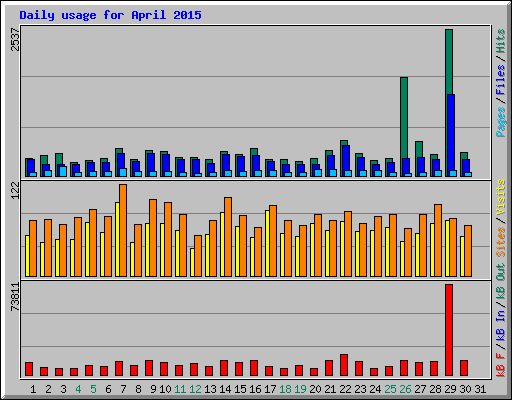 Daily usage for April 2015
2537
Pages / Files / Hits
122
Sites / Visits
73811
kB F / kB In / kB Out
1 2 3 4 5 6 7 8 9 10 11 12 13 14 15 16 17 18 19 20 21 22 23 24 25 26 27 28 29 30 31